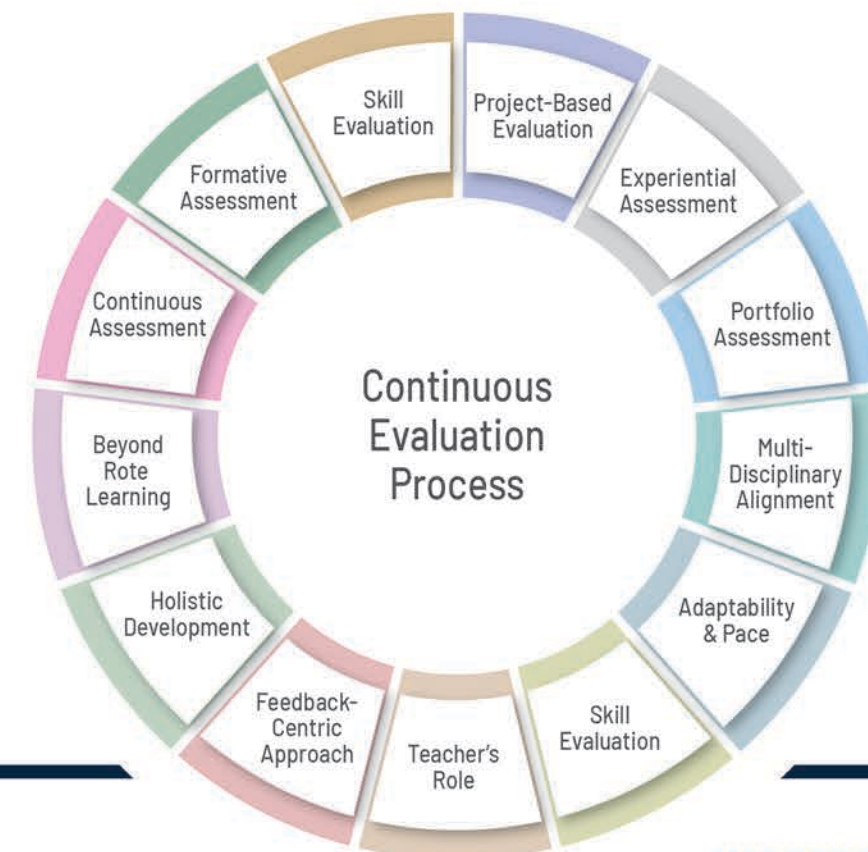 Skill
Evaluation
Project-Based
Evaluation
Experiential
Assessment
Portfolio
Assessment
Multi-
Disciplinary
Alignment
Adaptability
& Pace
Skill
Evaluation
Teacher's
Role
Feedback-
Centric
Approach
Holistic
Development
Beyond
Rote
Learning
Continuous
Assessment
Formative
Assessment
Continuous
Evaluation
Process